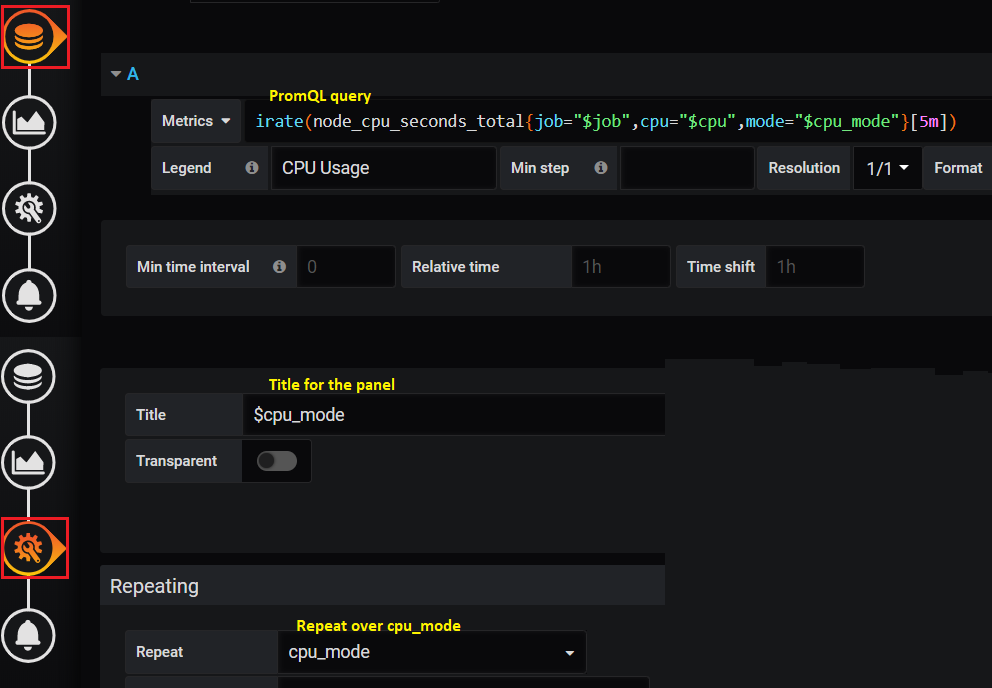 A
PromQL query
Metrics irate(node_cpu_seconds_total{job="$job",cpu="$cpu",mode="$cpu_mode"}[5m])
Legend CPU Usage Min step Resolution 1/1 Format
Min time interval 0 Relative time 1h Time shift 1h
Title for the panel
Title $cpu_mode
Transparent
Repeating
Repeat over cpu_mode
Repeat cpu_mode